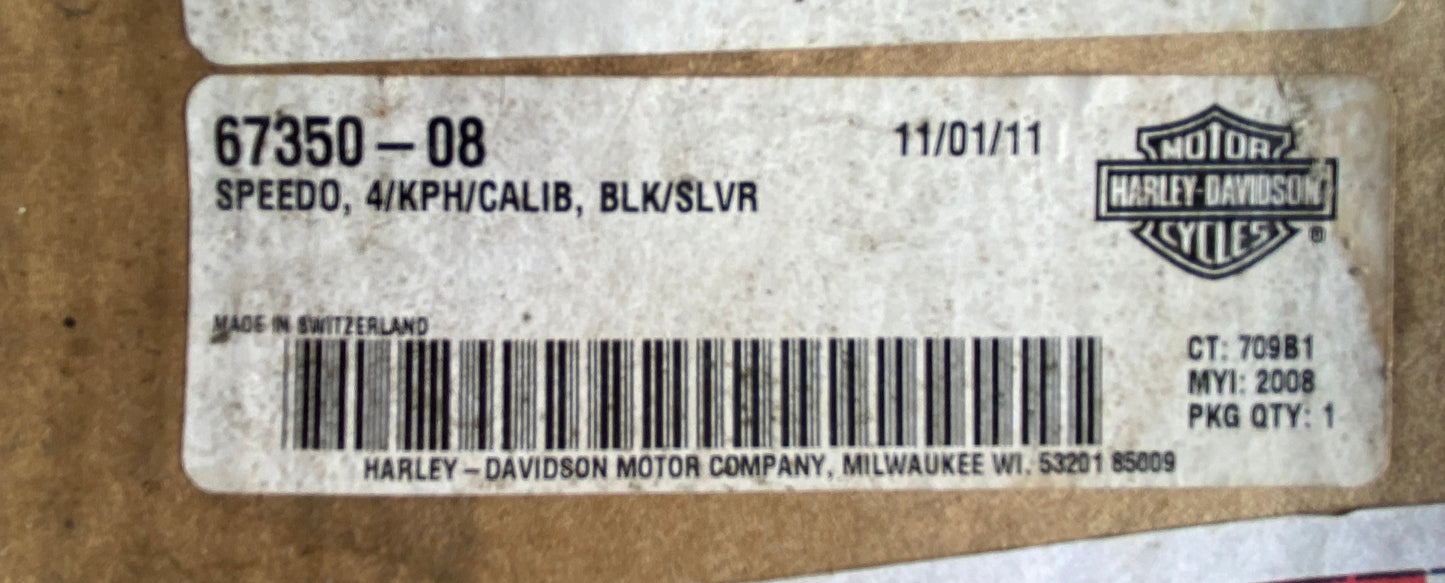 67350-08
11/01/11
SPEEDO, 4/KPH/CALIB, BLK/SLVR
MOTOR
HARLEY-DAVIDSON
CYCLES
®
MADE IN SWITZERLAND
CT: 709B1
MYI: 2008
PKG QTY: 1
HARLEY-DAVIDSON MOTOR COMPANY, MILWAUKEE WI. 53201 85009